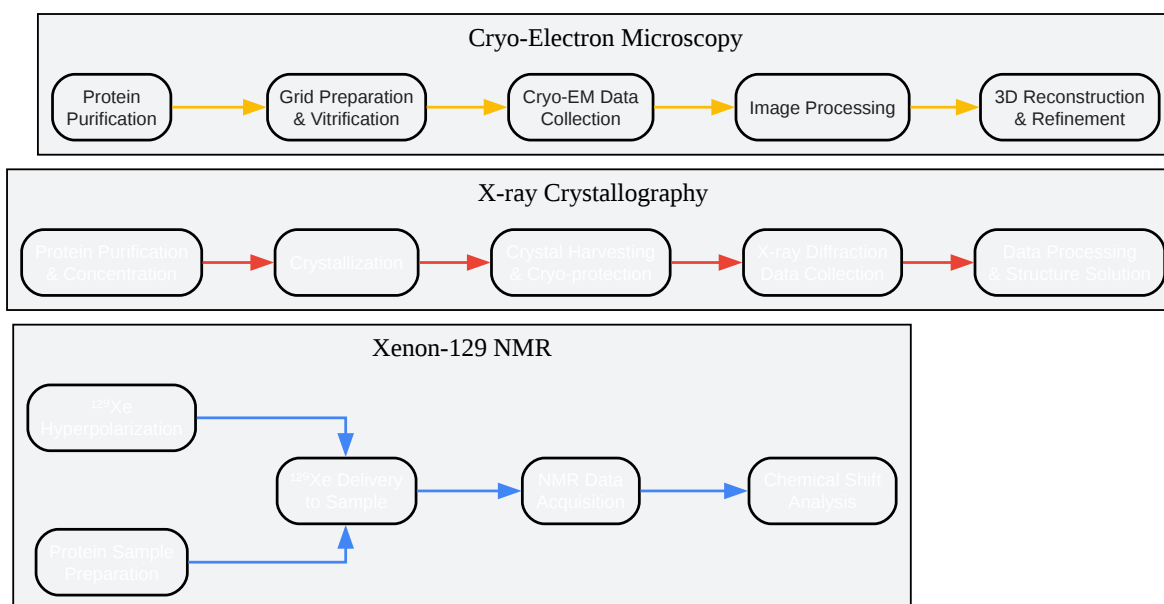 Cryo-Electron Microscopy
Protein
Purification
Grid Preparation
& Vitrification
Cryo-EM Data
Collection
Image Processing
3D Reconstruction
& Refinement
X-ray Crystallography
Protein Purification
& Concentration
Crystallization
Crystal Harvesting
& Cryo-protection
X-ray Diffraction
Data Collection
Data Processing
& Structure Solution
Xenon-129 NMR
¹²⁹Xe
Hyperpolarization
Protein Sample
Preparation
¹²⁹Xe Delivery
to Sample
NMR Data
Acquisition
Chemical Shift
Analysis